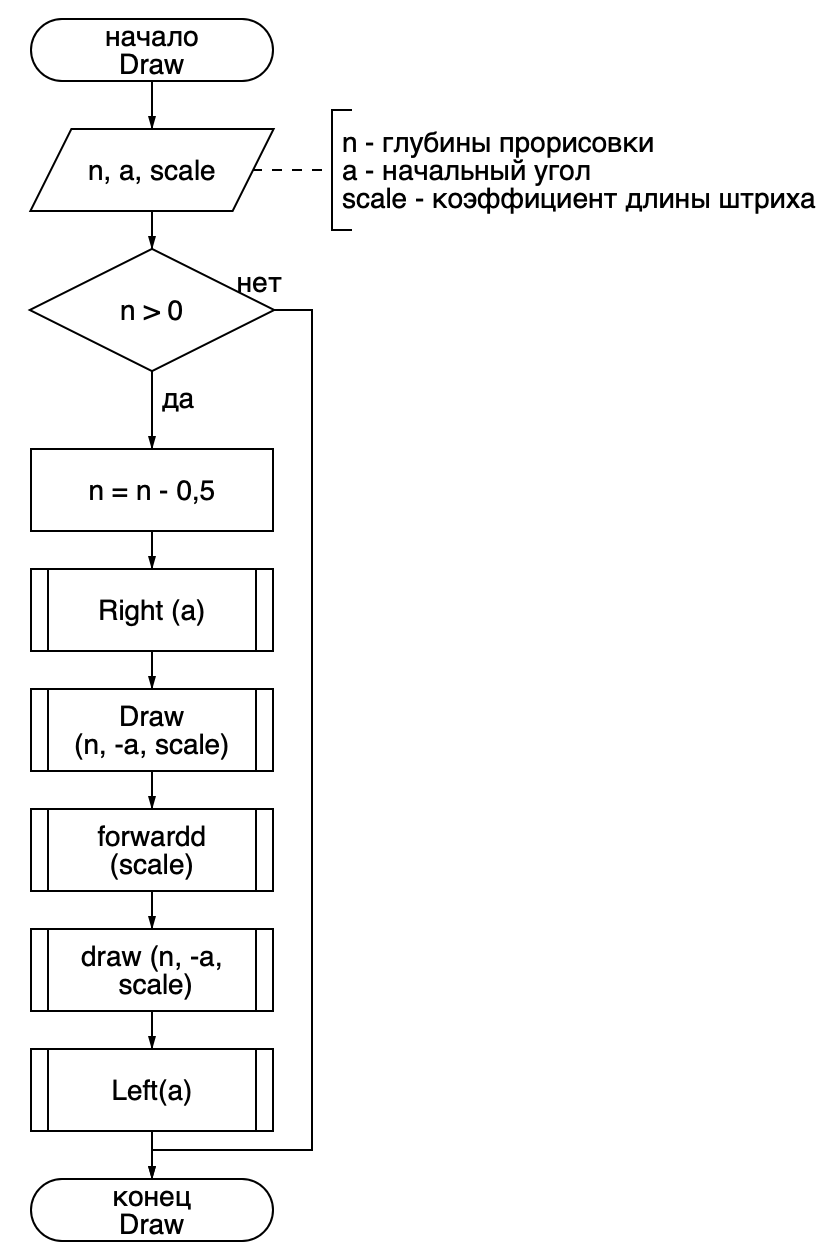 начало
Draw
n, a, scale
n - глубины прорисовки
a - начальный угол
scale - коэффициент длины штриха
нет
n > 0
да
n = n - 0,5
Right (a)
Draw
(n, -a, scale)
forwardd
(scale)
draw (n, -a,
scale)
Left(a)
конец
Draw